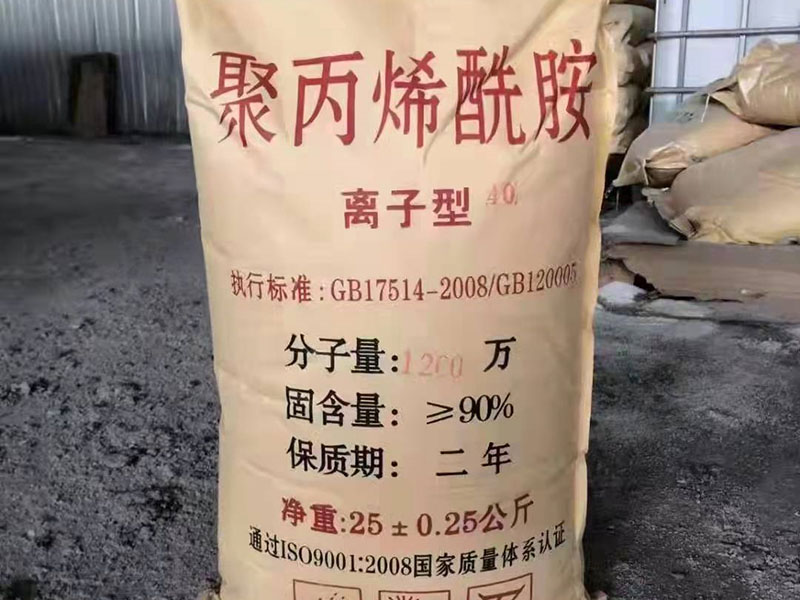 聚丙烯酰胺
离子型 40
执行标准:GB17514-2008/GB120005
分子量:1200 万
固含量: ≥90%
保质期: 二年
净重:25±0.25公斤
通过ISO9001:2008国家质量体系认证